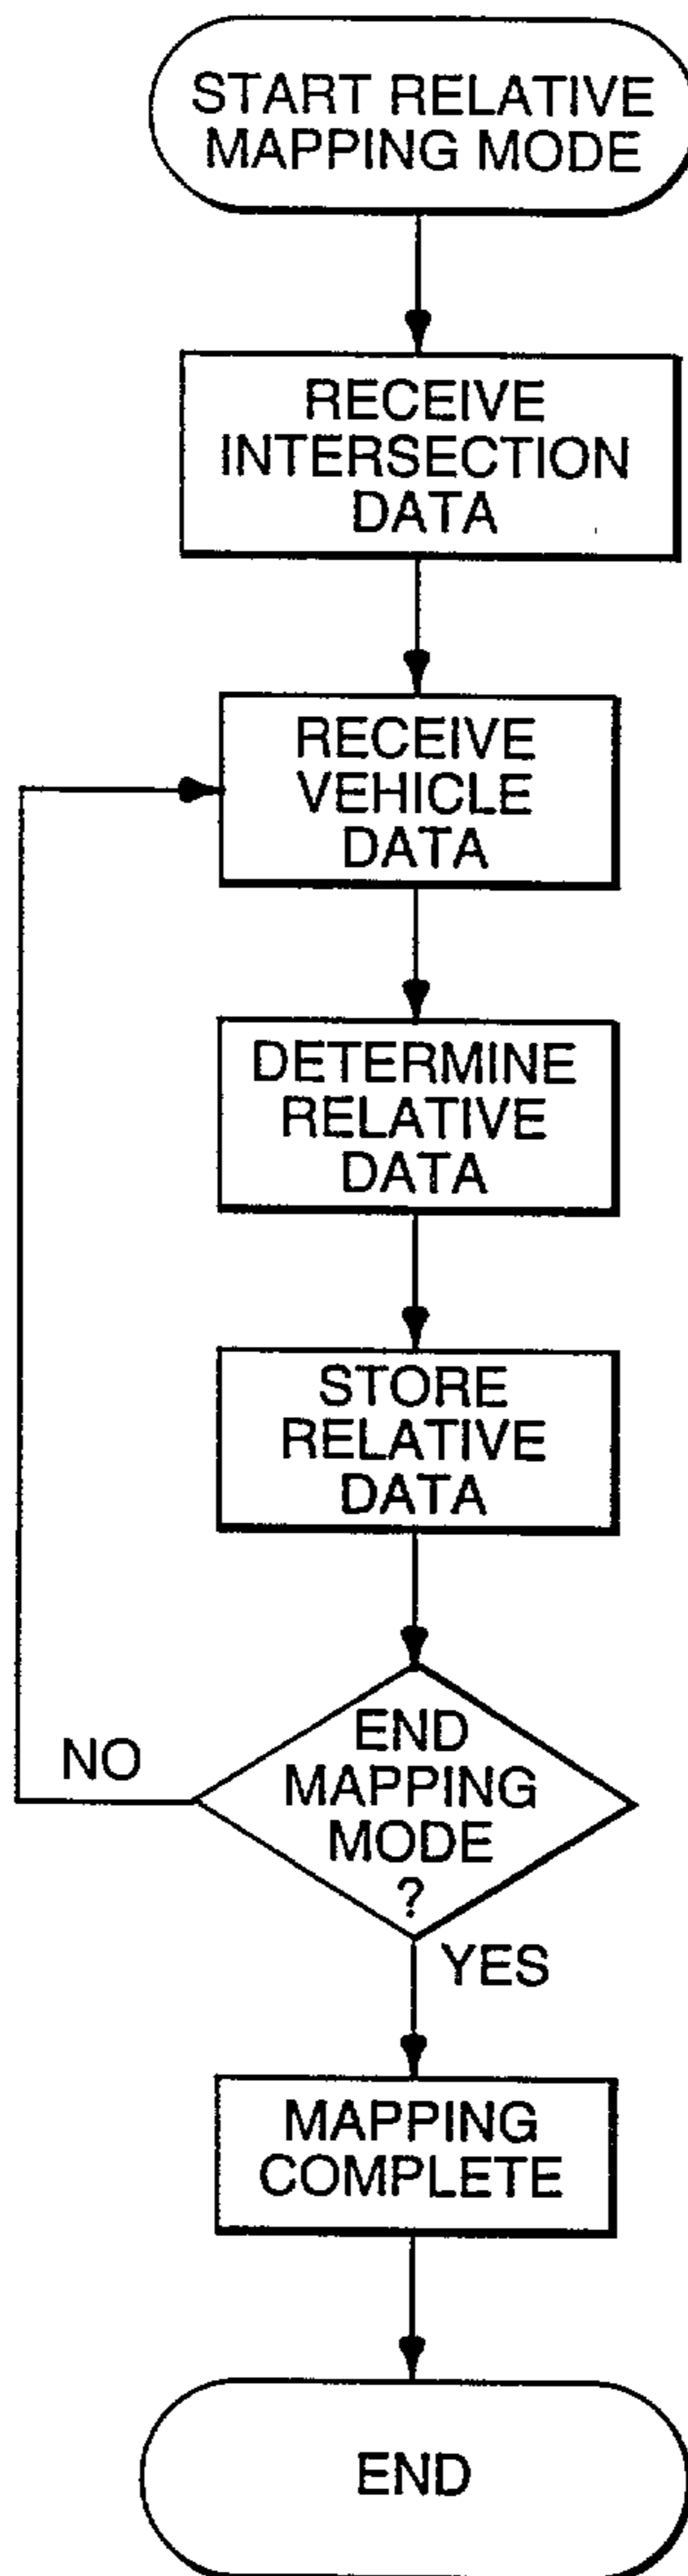 START RELATIVE
MAPPING MODE
RECEIVE
INTERSECTION
DATA
RECEIVE
VEHICLE
DATA
DETERMINE
RELATIVE
DATA
STORE
RELATIVE
DATA
END
MAPPING
MODE
?
NO
YES
MAPPING
COMPLETE
END